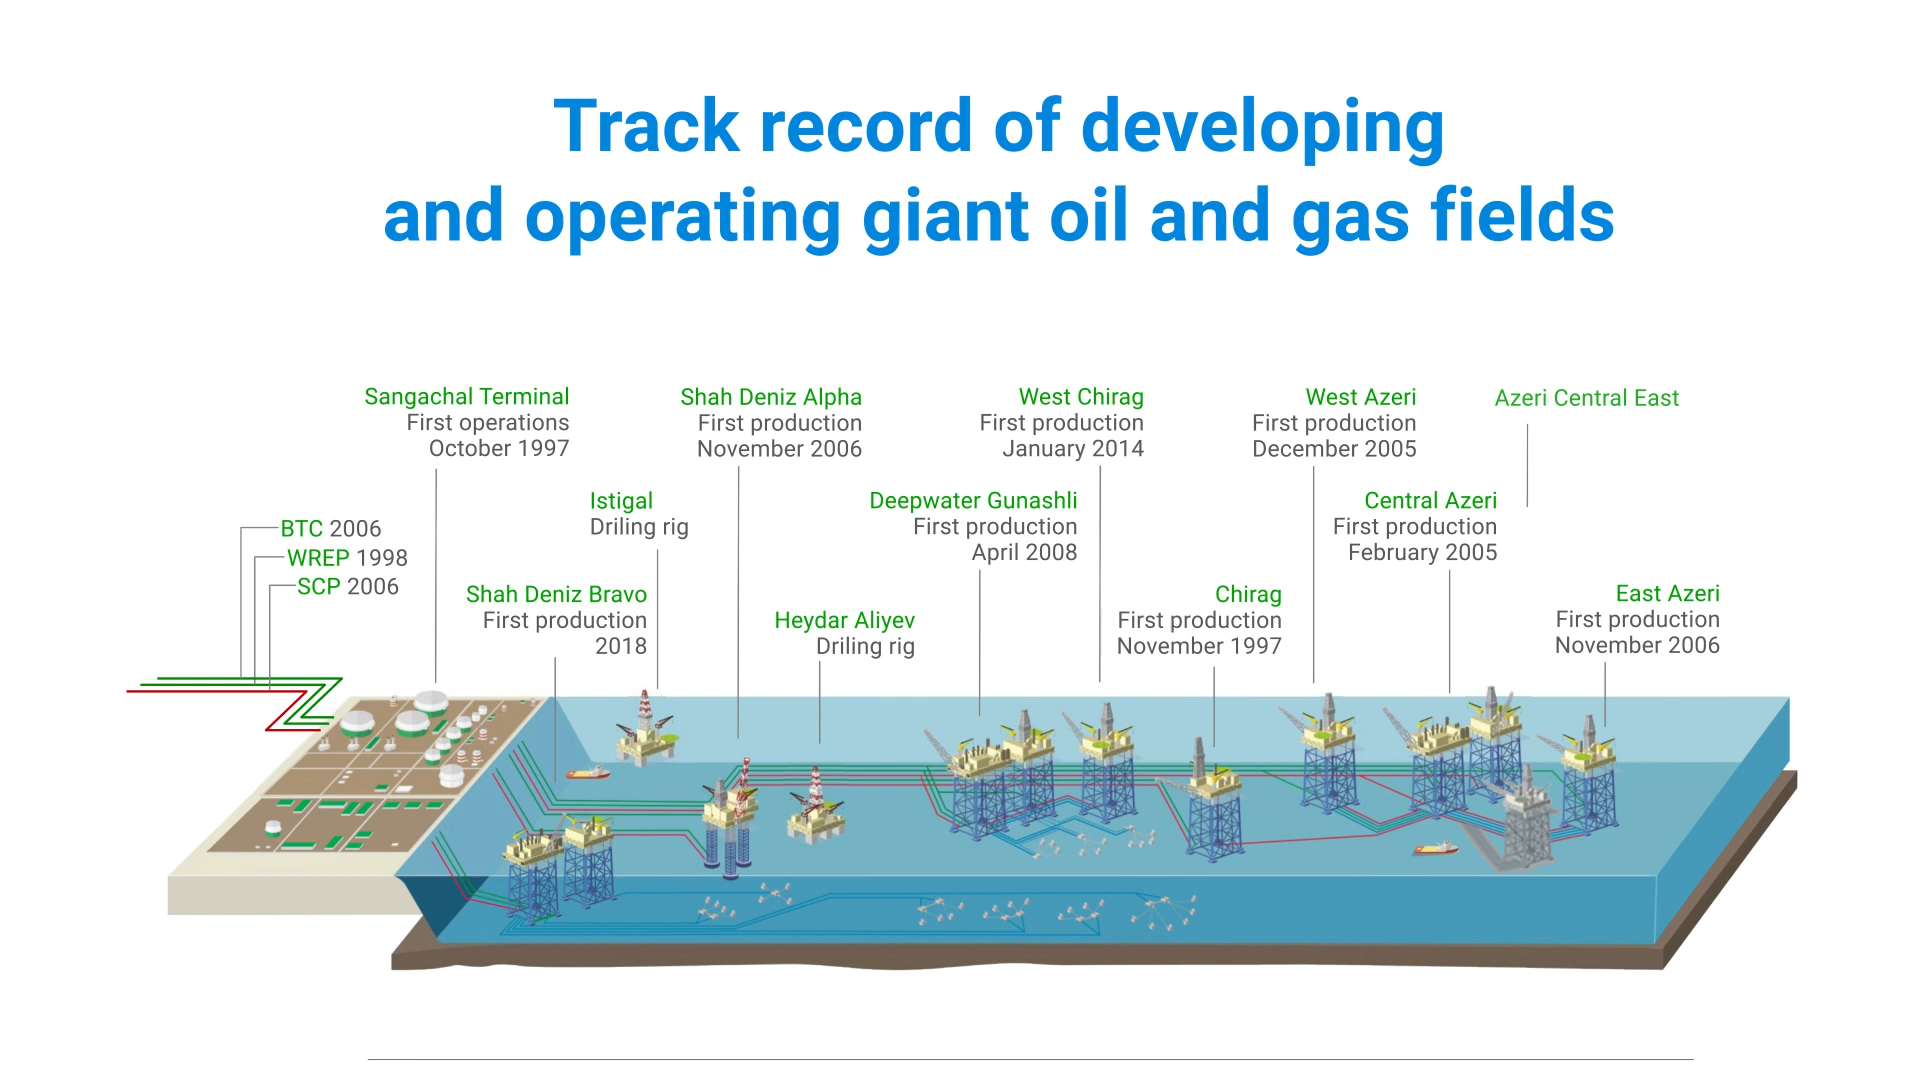 Track record of developing
and operating giant oil and gas fields
Sangachal Terminal
First operations
October 1997
Shah Deniz Alpha
First production
November 2006
West Chirag
First production
January 2014
West Azeri
First production
December 2005
Azeri Central East
BTC 2006
WREP 1998
SCP 2006
Istigal
Driling rig
Deepwater Gunashli
First production
April 2008
Central Azeri
First production
February 2005
Shah Deniz Bravo
First production
2018
Heydar Aliyev
Driling rig
Chirag
First production
November 1997
East Azeri
First production
November 2006